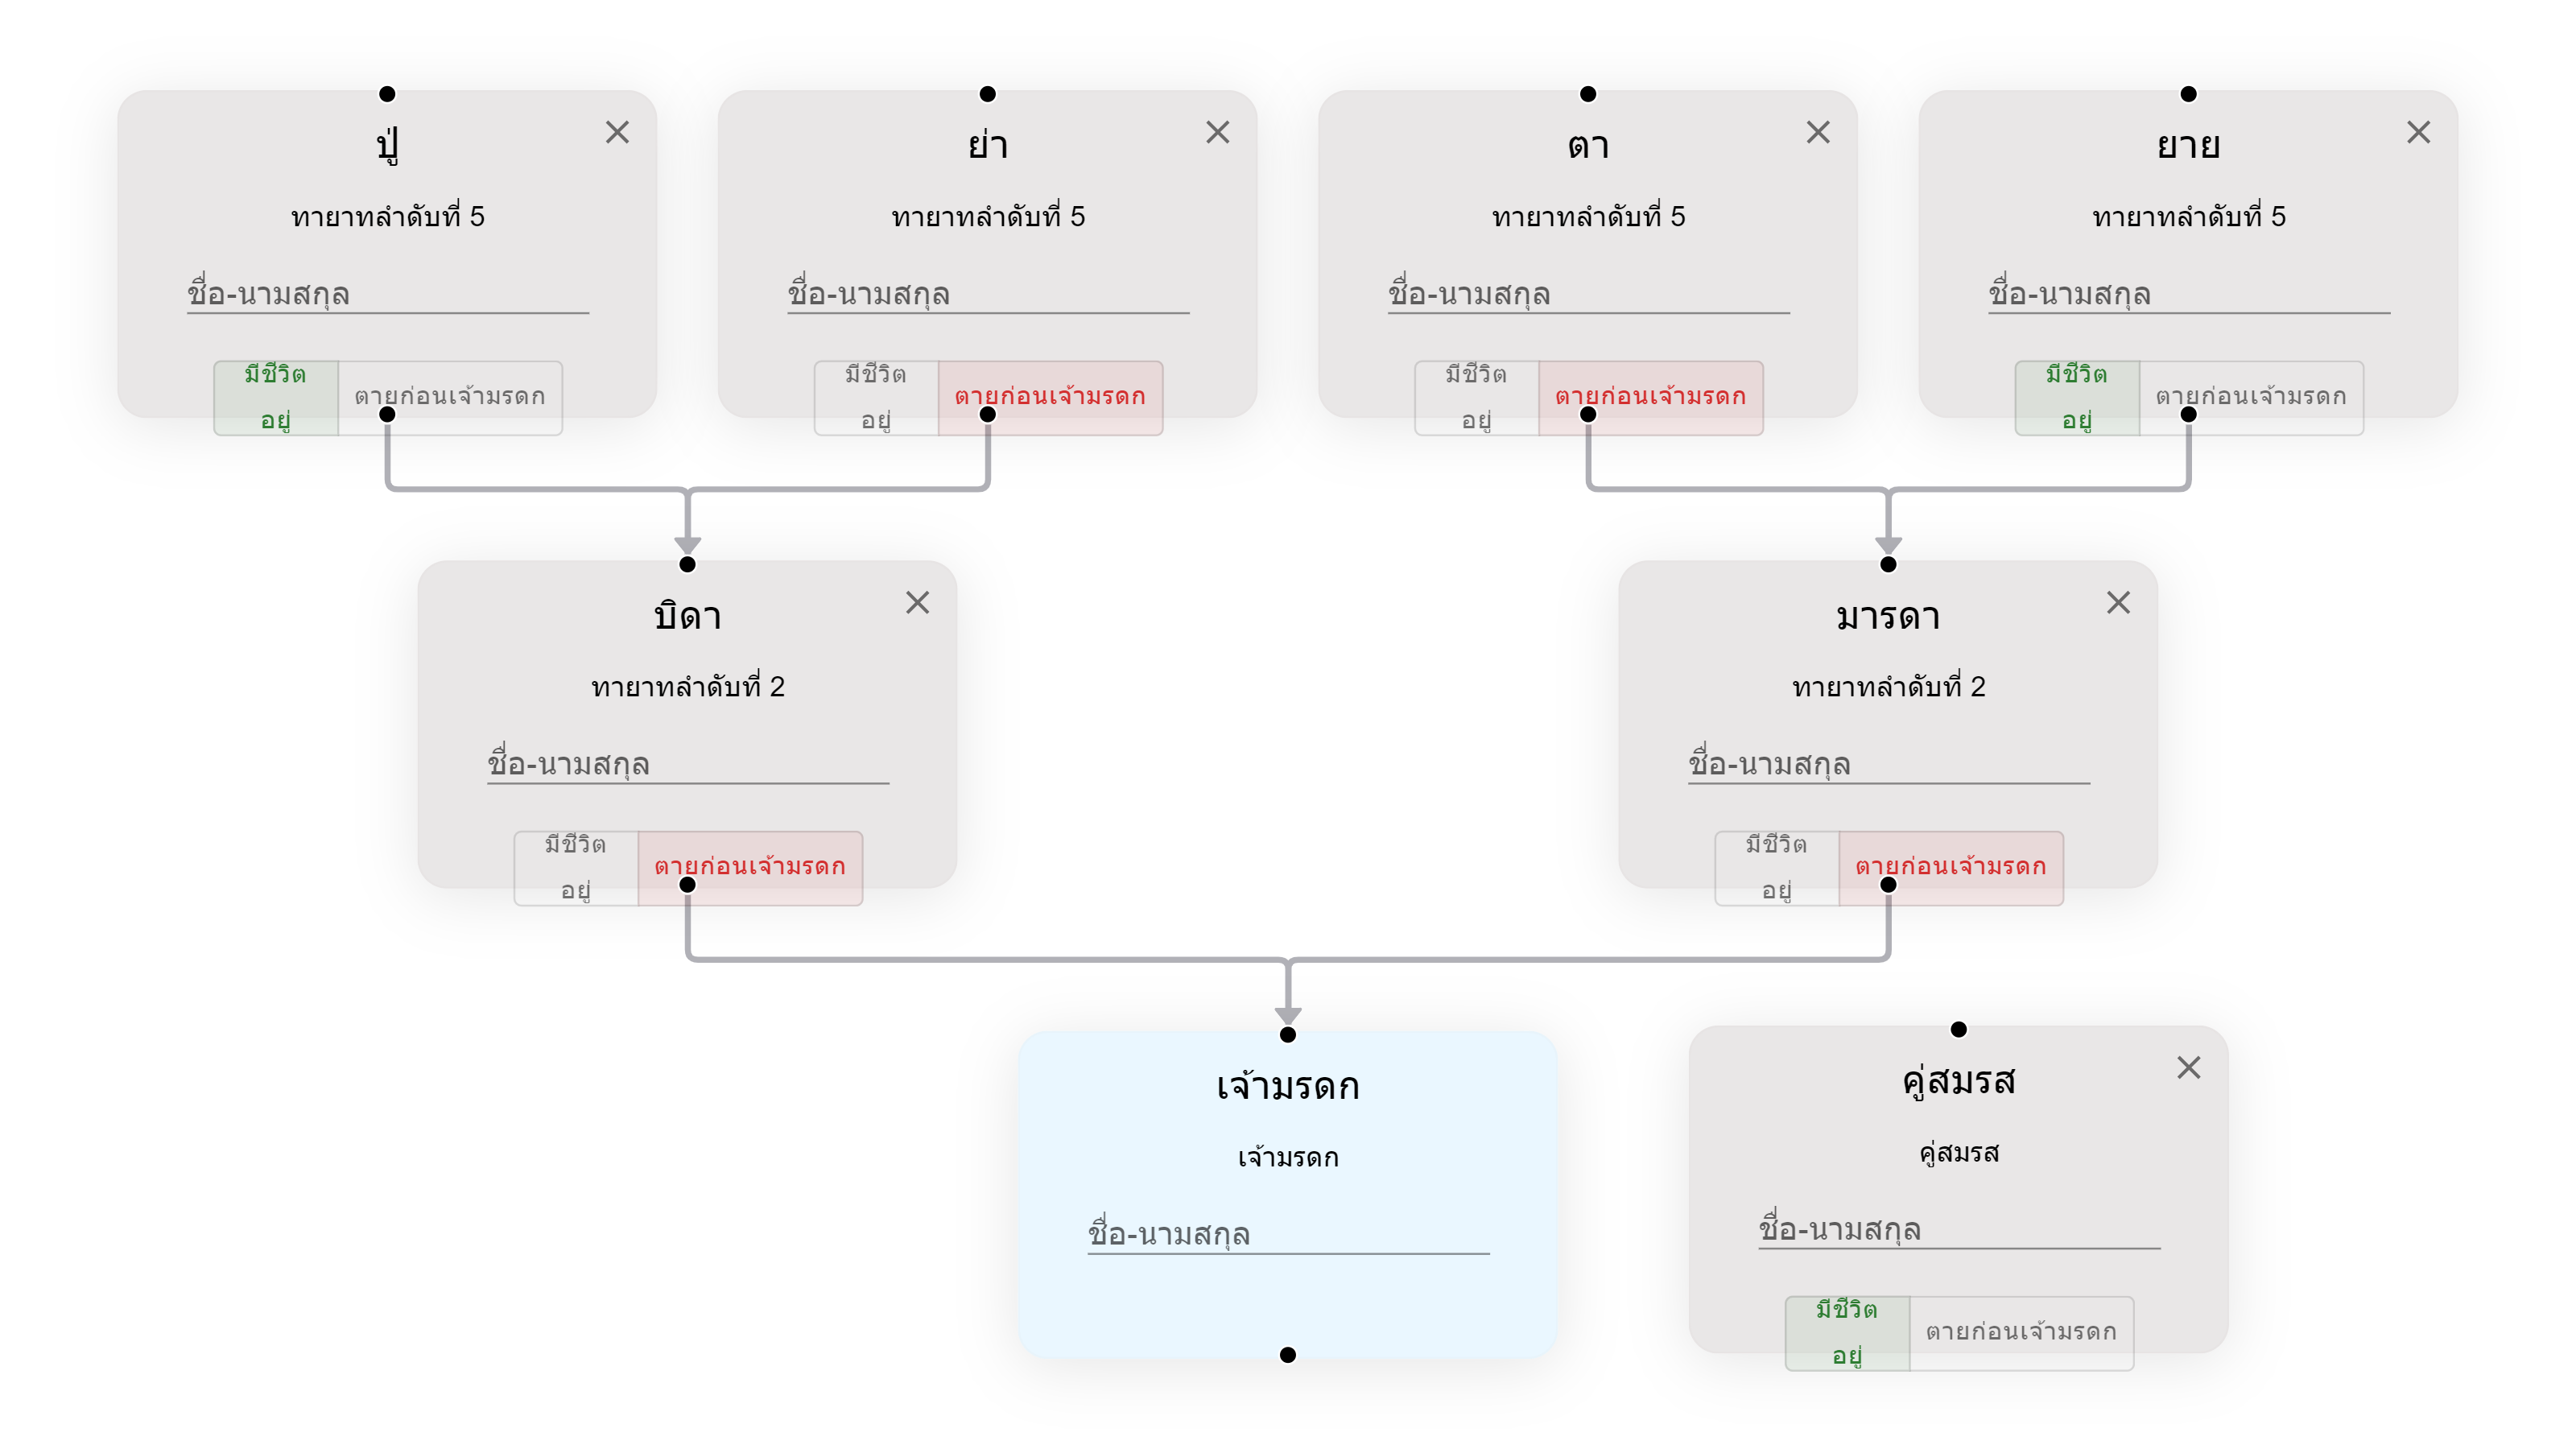 ปู่
ทายาทลำดับที่ 5
ชื่อ-นามสกุล
มีชีวิต
อยู่
ตายก่อนเจ้ามรดก
ย่า
ทายาทลำดับที่ 5
ชื่อ-นามสกุล
มีชีวิต
อยู่
ตายก่อนเจ้ามรดก
ตา
ทายาทลำดับที่ 5
ชื่อ-นามสกุล
มีชีวิต
อยู่
ตายก่อนเจ้ามรดก
ยาย
ทายาทลำดับที่ 5
ชื่อ-นามสกุล
มีชีวิต
อยู่
ตายก่อนเจ้ามรดก
บิดา
ทายาทลำดับที่ 2
ชื่อ-นามสกุล
มีชีวิต
อยู่
ตายก่อนเจ้ามรดก
มารดา
ทายาทลำดับที่ 2
ชื่อ-นามสกุล
มีชีวิต
อยู่
ตายก่อนเจ้ามรดก
เจ้ามรดก
เจ้ามรดก
ชื่อ-นามสกุล
คู่สมรส
คู่สมรส
ชื่อ-นามสกุล
มีชีวิต
อยู่
ตายก่อนเจ้ามรดก